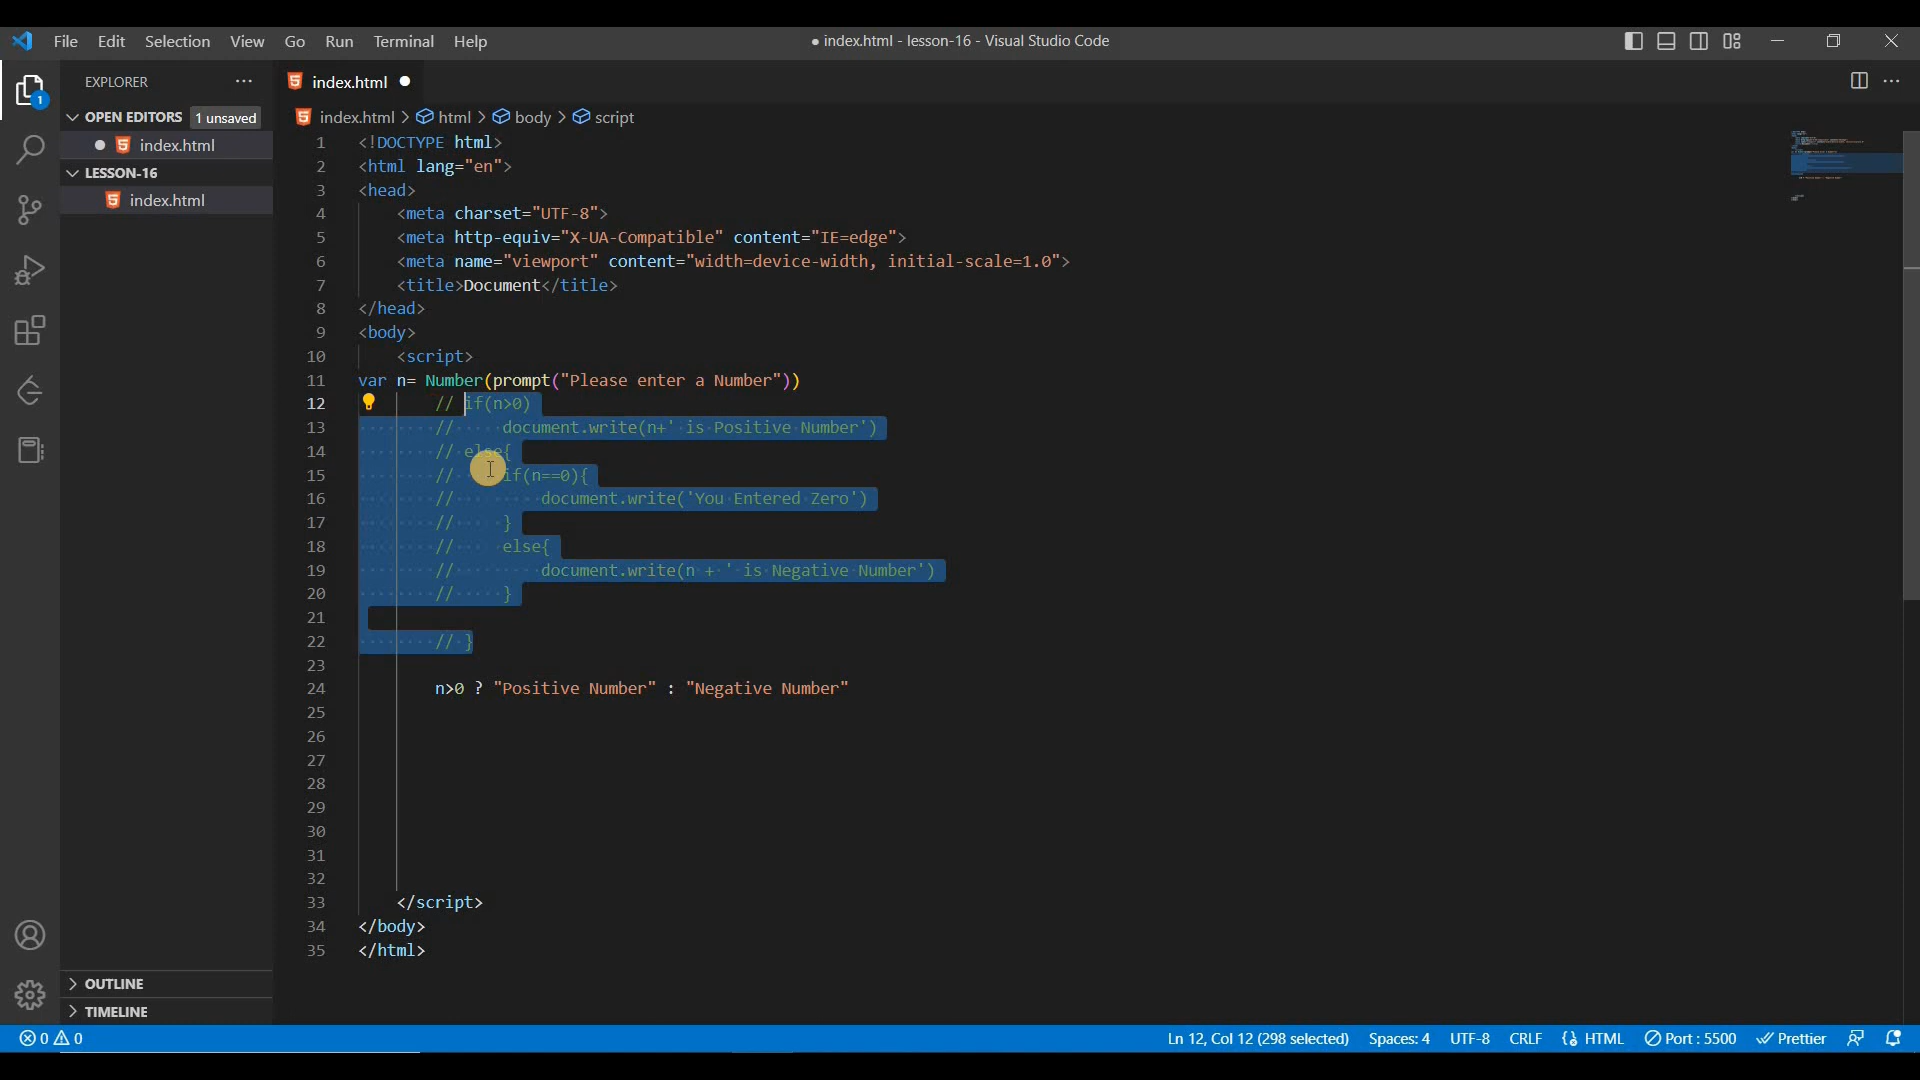 File Edit Selection View Go Run Terminal Help
● index.html - lesson-16 - Visual Studio Code
EXPLORER
index.html
OPEN EDITORS 1 unsaved
index.html
LESSON-16
index.html
index.html > html > body > script
1 <!DOCTYPE html>
2 <html lang="en">
3 <head>
4 <meta charset="UTF-8">
5 <meta http-equiv="X-UA-Compatible" content="IE=edge">
6 <meta name="viewport" content="width=device-width, initial-scale=1.0">
7 <title>Document</title>
8 </head>
9 <body>
10 <script>
11 var n= Number(prompt("Please enter a Number"))
12 // if(n>0)
13 // document.write(n+' is Positive Number')
14 // else{
15 // if(n==0){
16 // document.write('You Entered Zero')
17 // }
18 // else{
19 // document.write(n + ' is Negative Number')
20 // }
21
22 // }
23
24 n>0 ? "Positive Number" : "Negative Number"
25
26
27
28
29
30
31
32
33 </script>
34 </body>
35 </html>
1
OUTLINE
TIMELINE
0 0
Ln 12, Col 12 (298 selected) Spaces: 4 UTF-8 CRLF {} HTML Port : 5500 Prettier